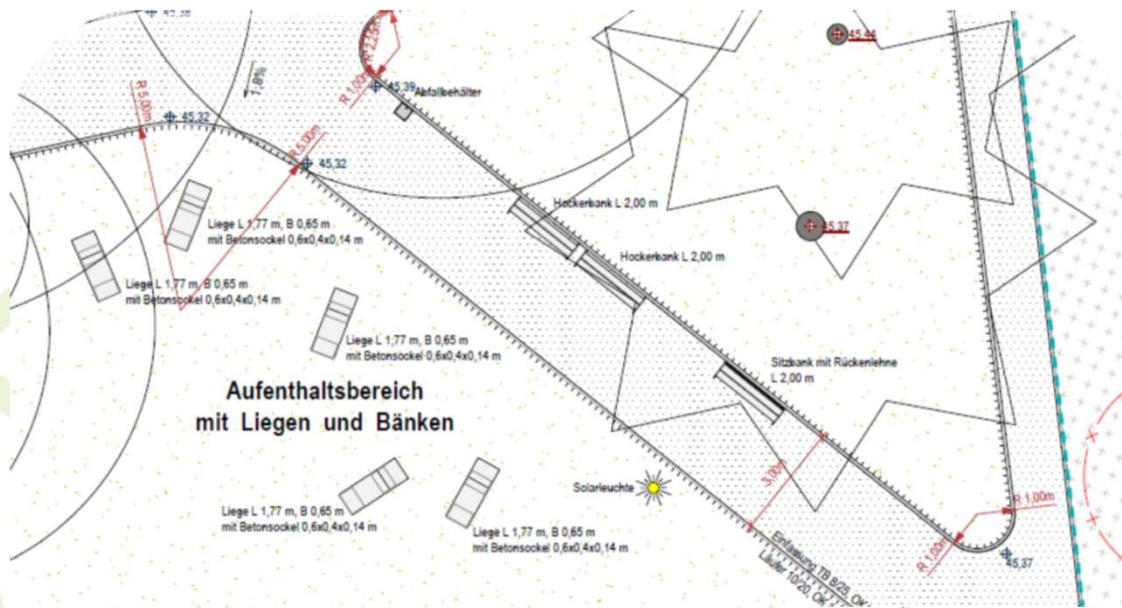 45,38
R 2,25m
45,44
1,8%
R 5,00m
45,32
R 1,00m
45,39
Abfallbehälter
R 5,00m
45,32
Hockerbank L 2,00 m
Liege L 1,77 m, B 0,65 m
mit Betonsockel 0,6x0,4x0,14 m
45,37
Hockerbank L 2,00 m
Liege L 1,77 m, B 0,65 m
mit Betonsockel 0,6x0,4x0,14 m
Liege L 1,77 m, B 0,65 m
mit Betonsockel 0,6x0,4x0,14 m
Sitzbank mit Rückenlehne
L 2,00 m
Aufenthaltsbereich
mit Liegen und Bänken
3,00m
Solarleuchte
Liege L 1,77 m, B 0,65 m
mit Betonsockel 0,6x0,4x0,14 m
Liege L 1,77 m, B 0,65 m
mit Betonsockel 0,6x0,4x0,14 m
R 1,00m
R 1,00m
45,37
Einfassung TB 8/25, OK
Läufer 10/20, OK